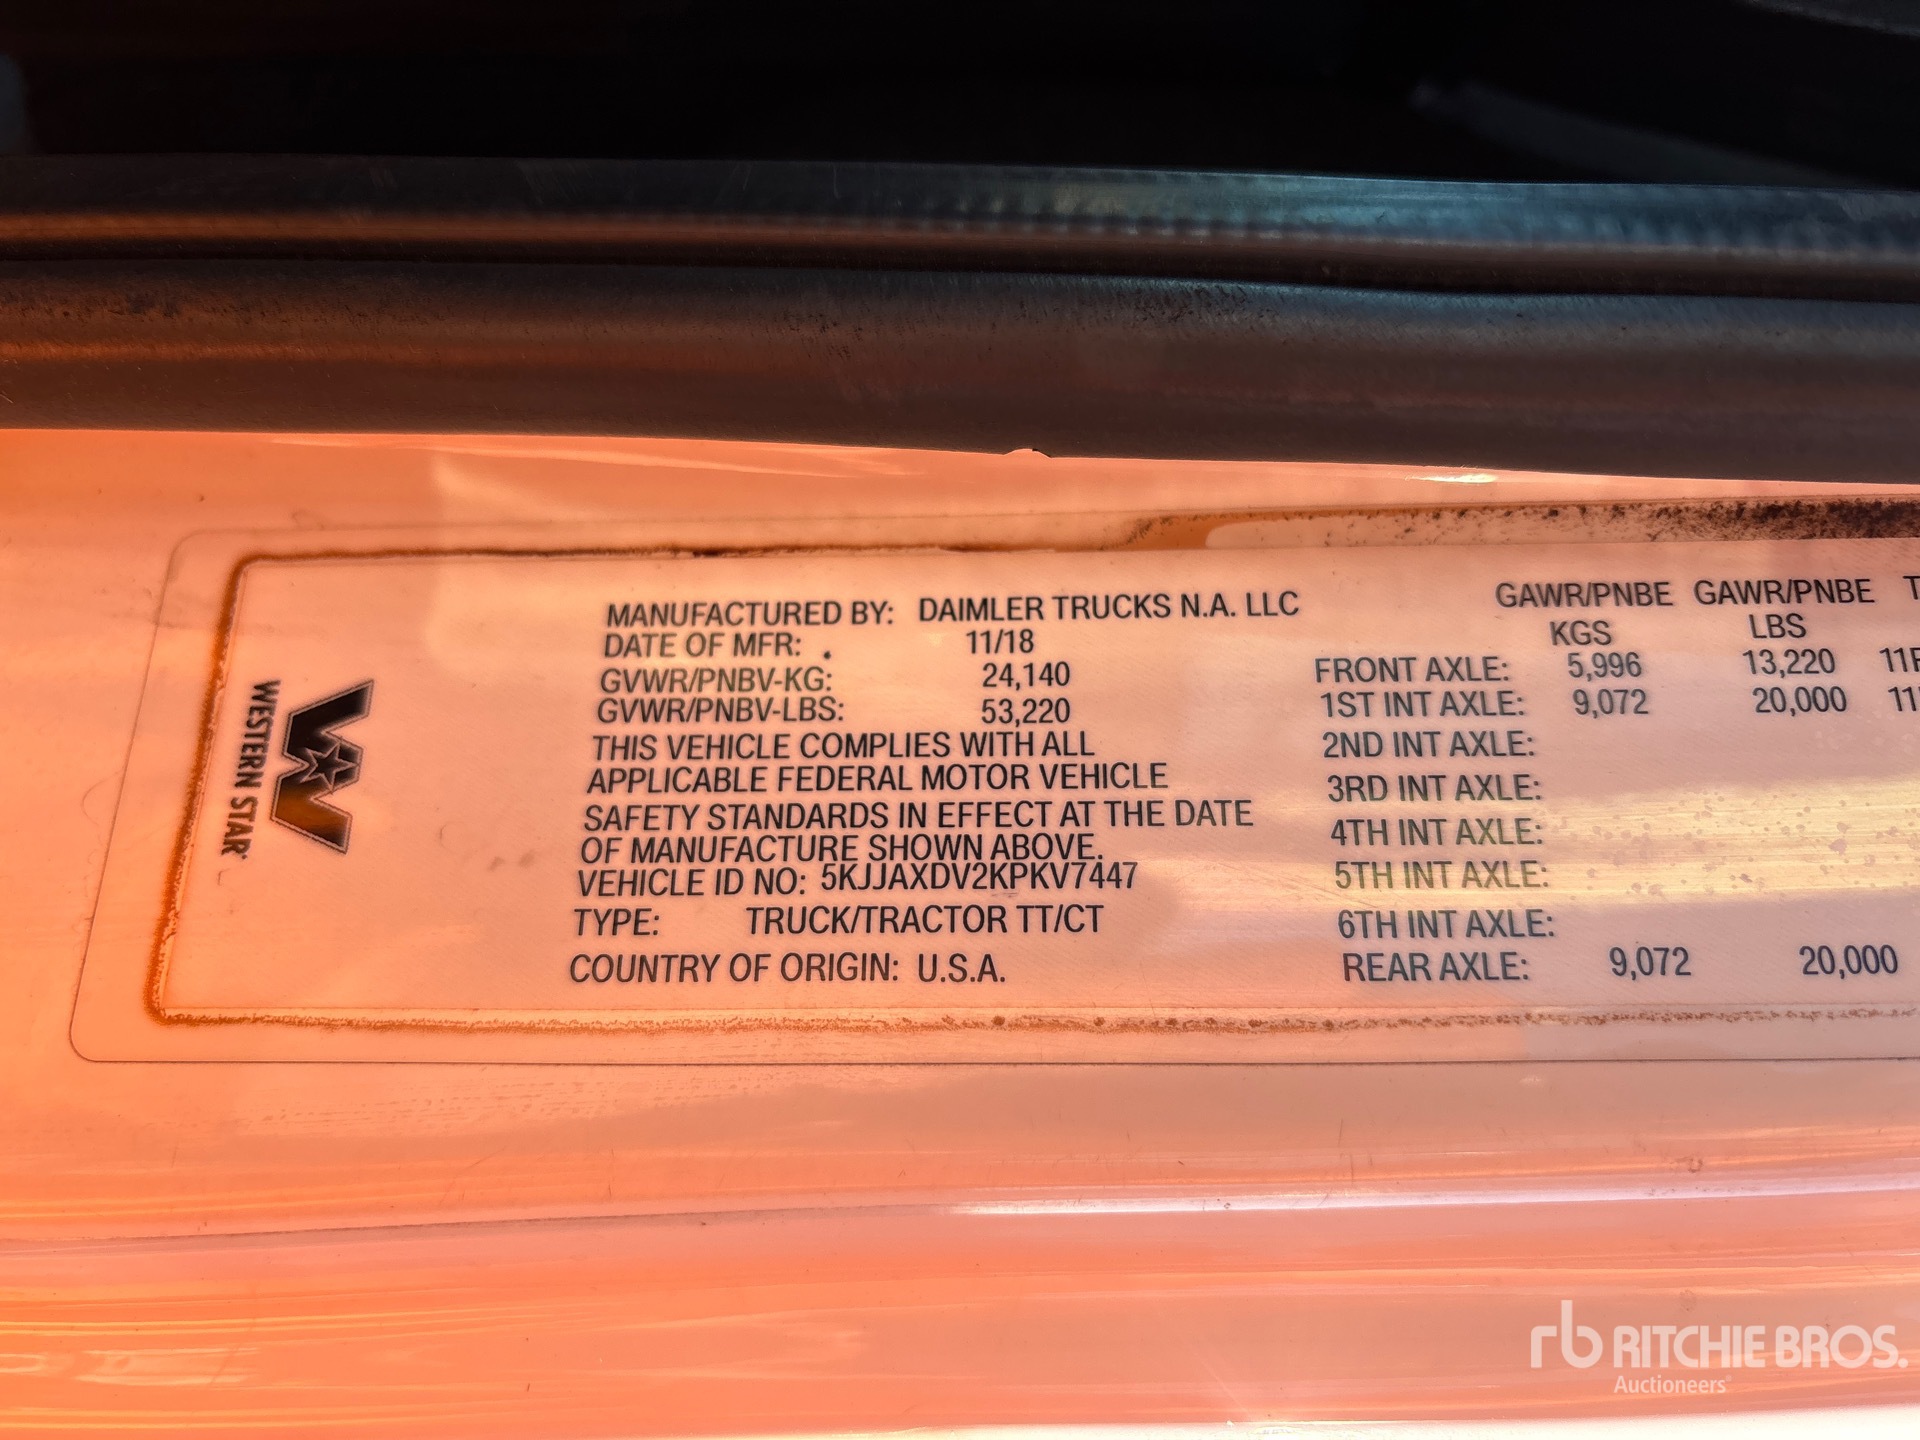 WESTERN STAR
MANUFACTURED BY: DAIMLER TRUCKS N.A. LLC
DATE OF MFR: 11/18
GVWR/PNBV-KG: 24,140
GVWR/PNBV-LBS: 53,220
THIS VEHICLE COMPLIES WITH ALL
APPLICABLE FEDERAL MOTOR VEHICLE
SAFETY STANDARDS IN EFFECT AT THE DATE
OF MANUFACTURE SHOWN ABOVE.
VEHICLE ID NO: 5KJJAXDV2KPKV7447
TYPE: TRUCK/TRACTOR TT/CT
COUNTRY OF ORIGIN: U.S.A.
GAWR/PNBE GAWR/PNBE
KGS LBS
FRONT AXLE: 5,996 13,220
1ST INT AXLE: 9,072 20,000
2ND INT AXLE:
3RD INT AXLE:
4TH INT AXLE:
5TH INT AXLE:
6TH INT AXLE:
REAR AXLE: 9,072 20,000
rb RITCHIE BROS.
Auctioneers